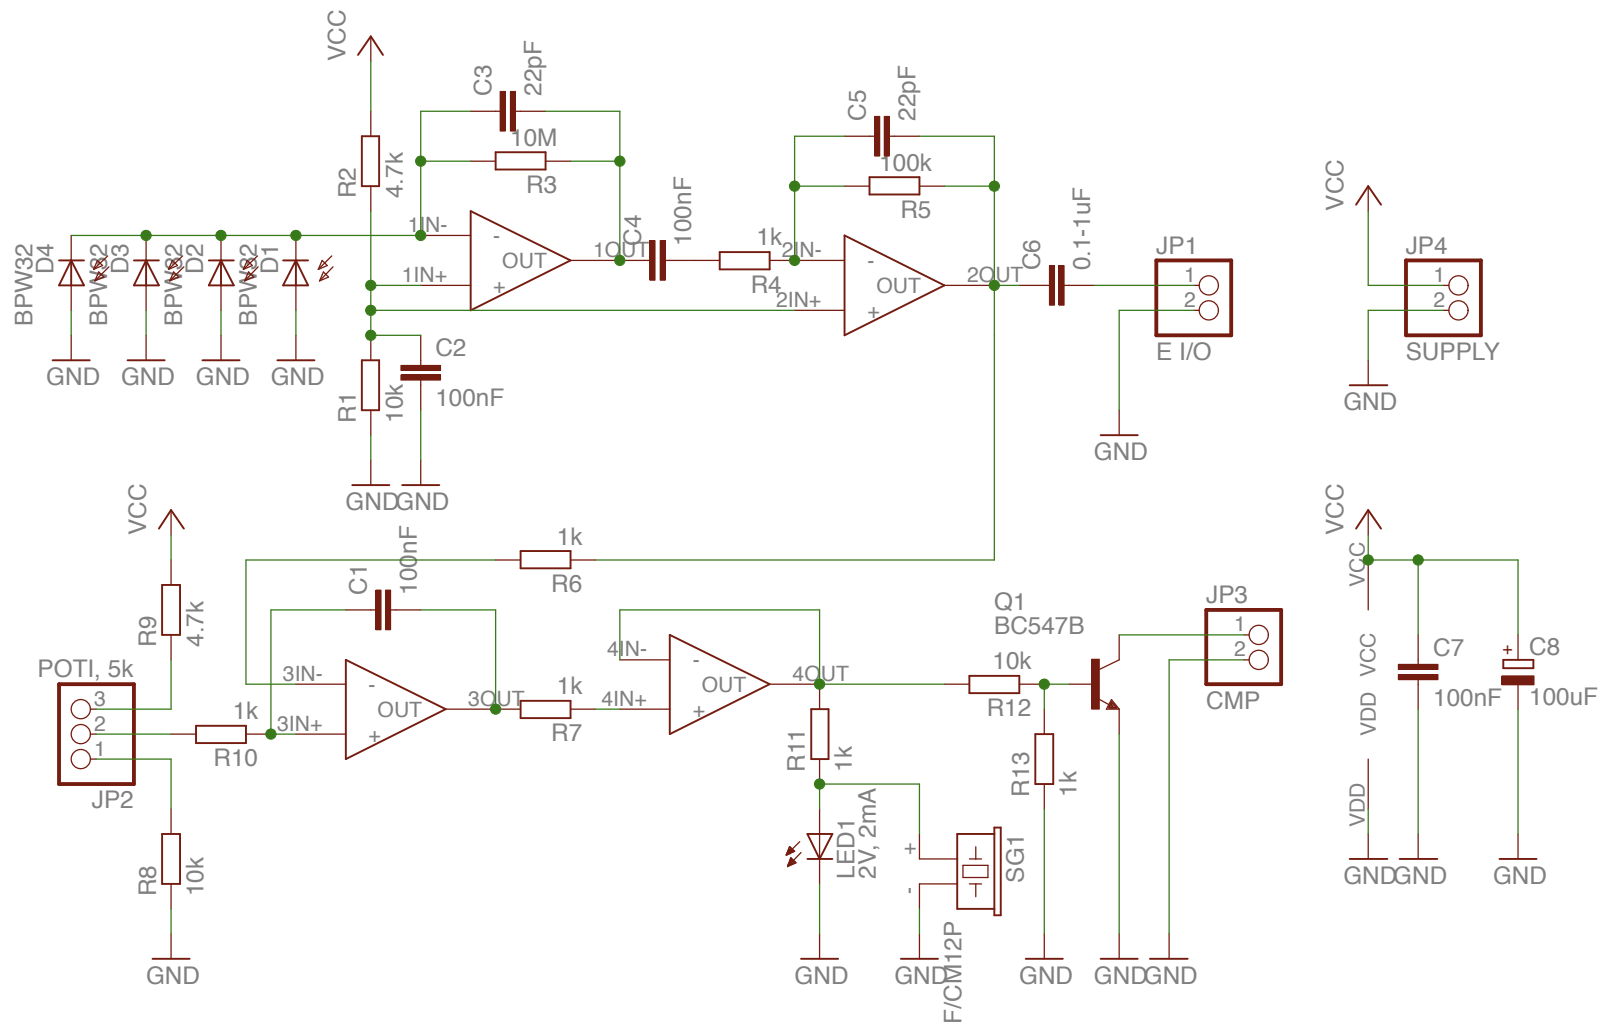 VCC
R2
4.7k
C3
22pF
10M
R3
C5
22pF
100k
R5
1IN-
1IN+
OUT
-
+
1OUT
C4
100nF
1k
R4
2IN-
2IN+
OUT
-
+
2OUT
C6
0.1-1uF
JP1
1
2
E I/O
GND
VCC
JP4
1
2
SUPPLY
GND
BPW32
D4
BPW32
D3
BPW32
D2
BPW32
D1
GND
GND
GND
GND
R1
10k
C2
100nF
GND
GND
VCC
R9
4.7k
POTI, 5k
3
2
1
JP2
1k
R10
R8
10k
GND
1k
R6
C1
100nF
3IN-
3IN+
OUT
-
+
3OUT
1k
R7
4IN-
4IN+
OUT
-
+
4OUT
R11
1k
LED1
2V, 2mA
GND
+
-
SG1
F/CM12P
GND
10k
R12
R13
1k
GND
Q1
BC547B
GND
JP3
1
2
CMP
GND
VCC
VCC
VCC
VDD
VDD
GND
C7
100nF
GND
+
C8
100uF
GND